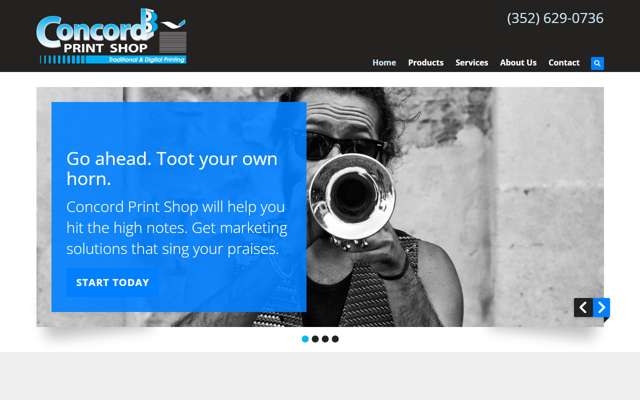 Concord
PRINT SHOP
Traditional & Digital Printing
(352) 629-0736
Home Products Services About Us Contact
Go ahead. Toot your own
horn.
Concord Print Shop will help you
hit the high notes. Get marketing
solutions that sing your praises.
START TODAY